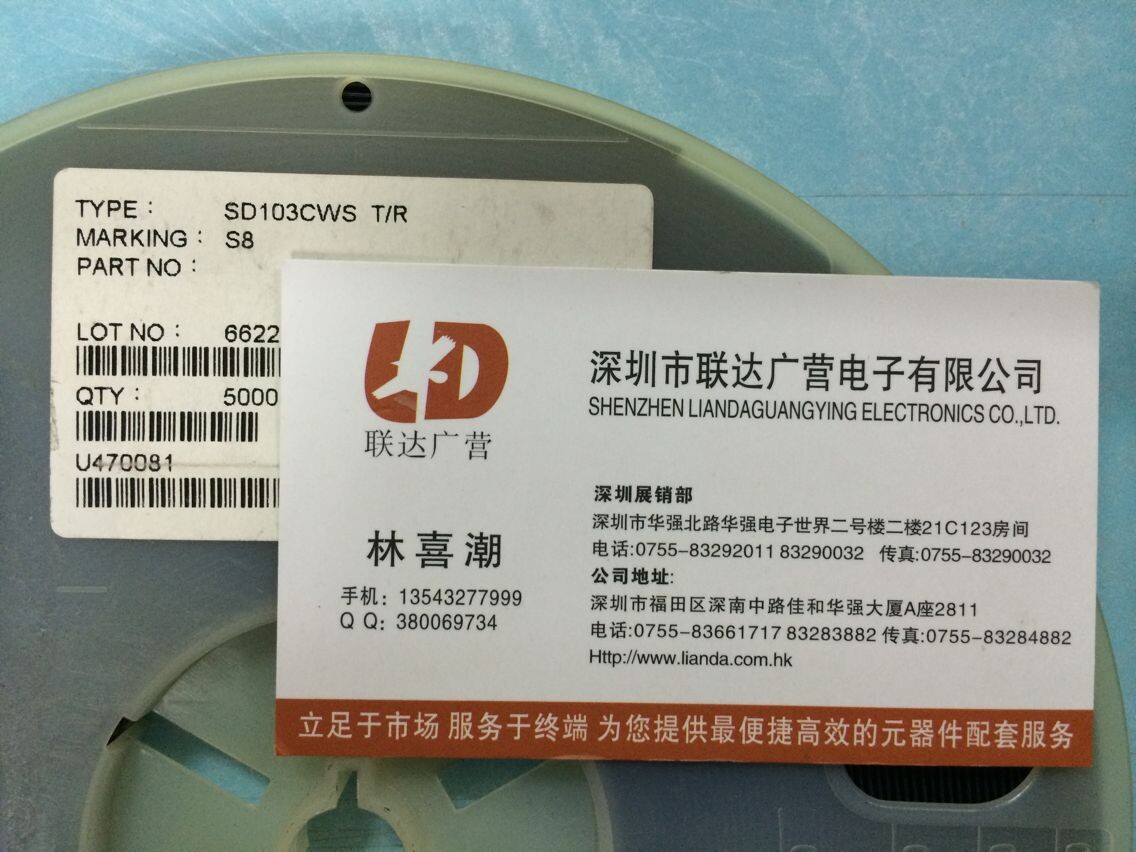 TYPE : SD103CWS T/R
MARKING : S8
PART NO :
LOT NO : 6622
QTY : 5000
U470081
LD
联达广营
林喜潮
手机：13543277999
Q Q：380069734
深圳市联达广营电子有限公司
SHENZHEN LIANDAGUANGYING ELECTRONICS CO.,LTD.
深圳展销部
深圳市华强北路华强电子世界二号楼二楼21C123房间
电话:0755-83292011 83290032 传真:0755-83290032
公司地址:
深圳市福田区深南中路佳和华强大厦A座2811
电话:0755-83661717 83283882 传真:0755-83284882
Http://www.lianda.com.hk
立足于市场 服务于终端 为您提供最便捷高效的元器件配套服务